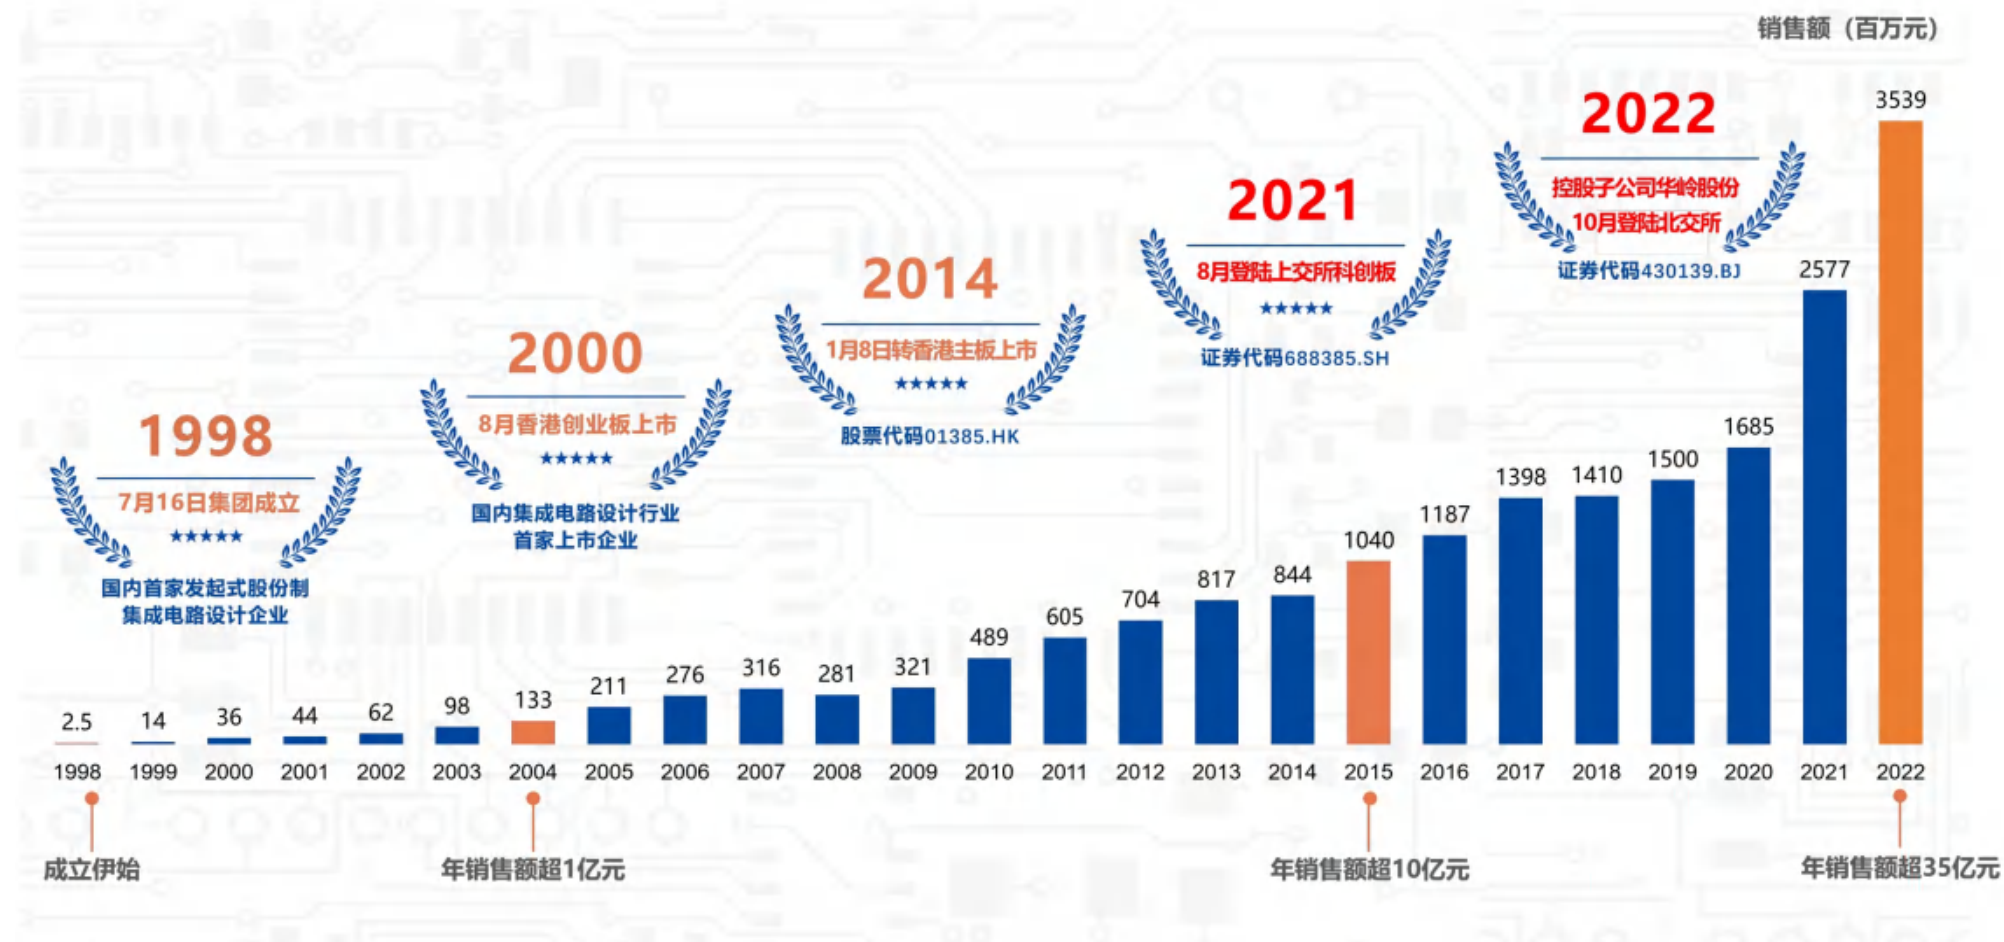 销售额（百万元）
1998
7月16日集团成立
★★★★★
国内首家发起式股份制
集成电路设计企业
2000
8月香港创业板上市
★★★★★
国内集成电路设计行业
首家上市企业
2014
1月8日转香港主板上市
★★★★★
股票代码01385.HK
2021
8月登陆上交所科创板
★★★★★
证券代码688385.SH
2022
控股子公司华岭股份
10月登陆北交所
证券代码430139.BJ
2.5 14 36 44 62 98 133 211 276 316 281 321 489 605 704 817 844 1040 1187 1398 1410 1500 1685 2577 3539
1998 1999 2000 2001 2002 2003 2004 2005 2006 2007 2008 2009 2010 2011 2012 2013 2014 2015 2016 2017 2018 2019 2020 2021 2022
成立伊始 年销售额超1亿元 年销售额超10亿元 年销售额超35亿元